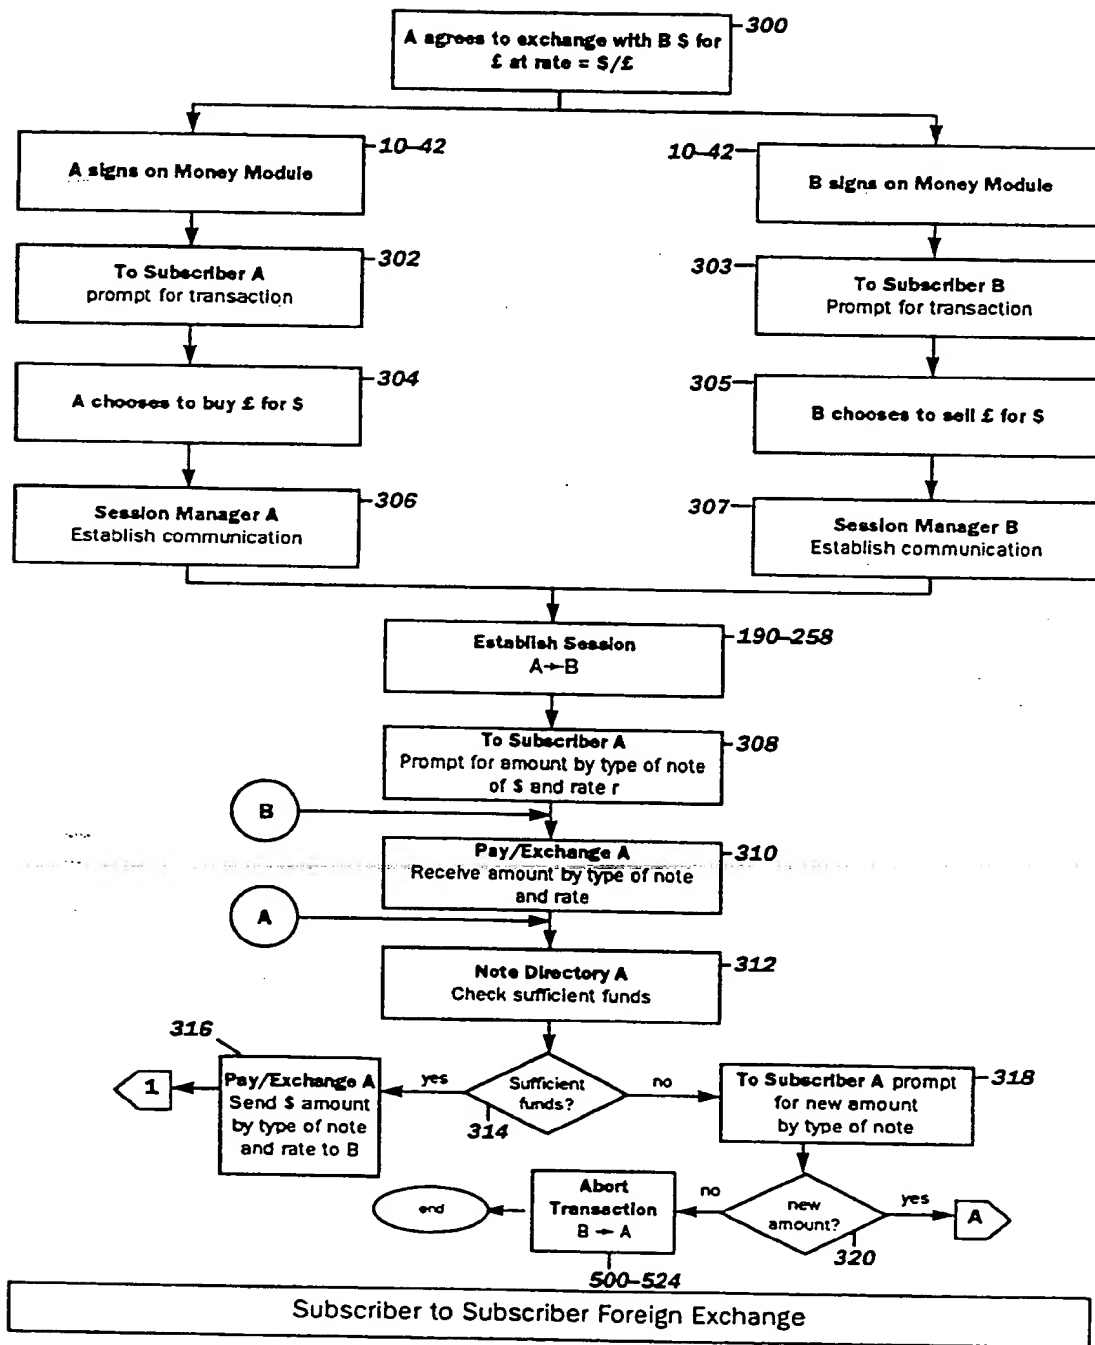 A agrees to exchange with B $ for
£ at rate = $/£
300
A signs on Money Module
10–42
10–42
B signs on Money Module
To Subscriber A
prompt for transaction
302
303
To Subscriber B
Prompt for transaction
A chooses to buy £ for $
304
305
B chooses to sell £ for $
Session Manager A
Establish communication
306
307
Session Manager B
Establish communication
Establish Session
A→B
190–258
To Subscriber A
Prompt for amount by type of note
of $ and rate r
308
B
Pay/Exchange A
Receive amount by type of note
and rate
310
A
Note Directory A
Check sufficient funds
312
316
1
Pay/Exchange A
Send $ amount
by type of note
and rate to B
yes
Sufficient
funds?
314
no
To Subscriber A prompt
for new amount
by type of note
318
end
Abort
Transaction
B ← A
500–524
no
new
amount?
320
yes
A
Subscriber to Subscriber Foreign Exchange